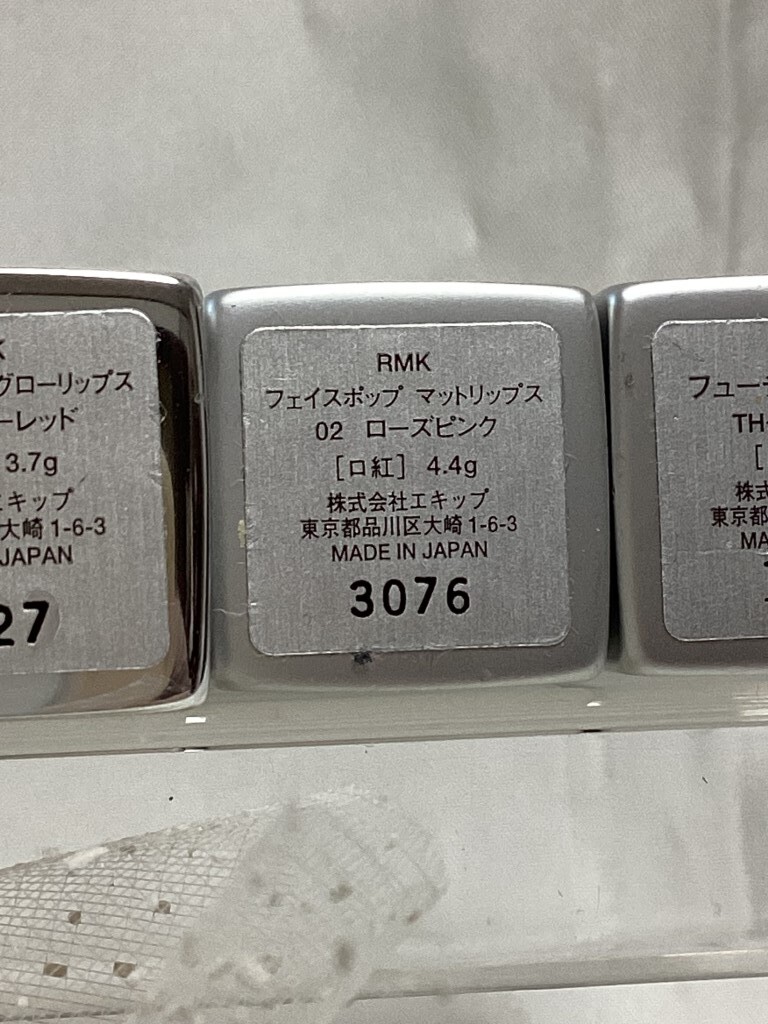 K
グローリップス
ーレッド
3.7g
エキップ
大崎1-6-3
JAPAN
27
RMK
フェイスポップ マットリップス
02 ローズピンク
[口紅] 4.4g
株式会社エキップ
東京都品川区大崎1-6-3
MADE IN JAPAN
3076
フューチ
TH-
[
株式
東京都
MA